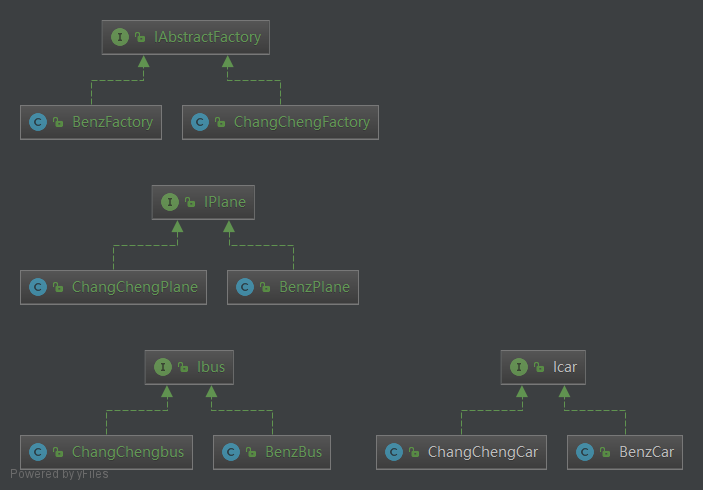 I IAbstractFactory
C BenzFactory
C ChangChengFactory
I IPlane
C ChangChengPlane
C BenzPlane
I Ibus
I Icar
C ChangChengbus
C BenzBus
C ChangChengCar
C BenzCar
Powered by yFiles